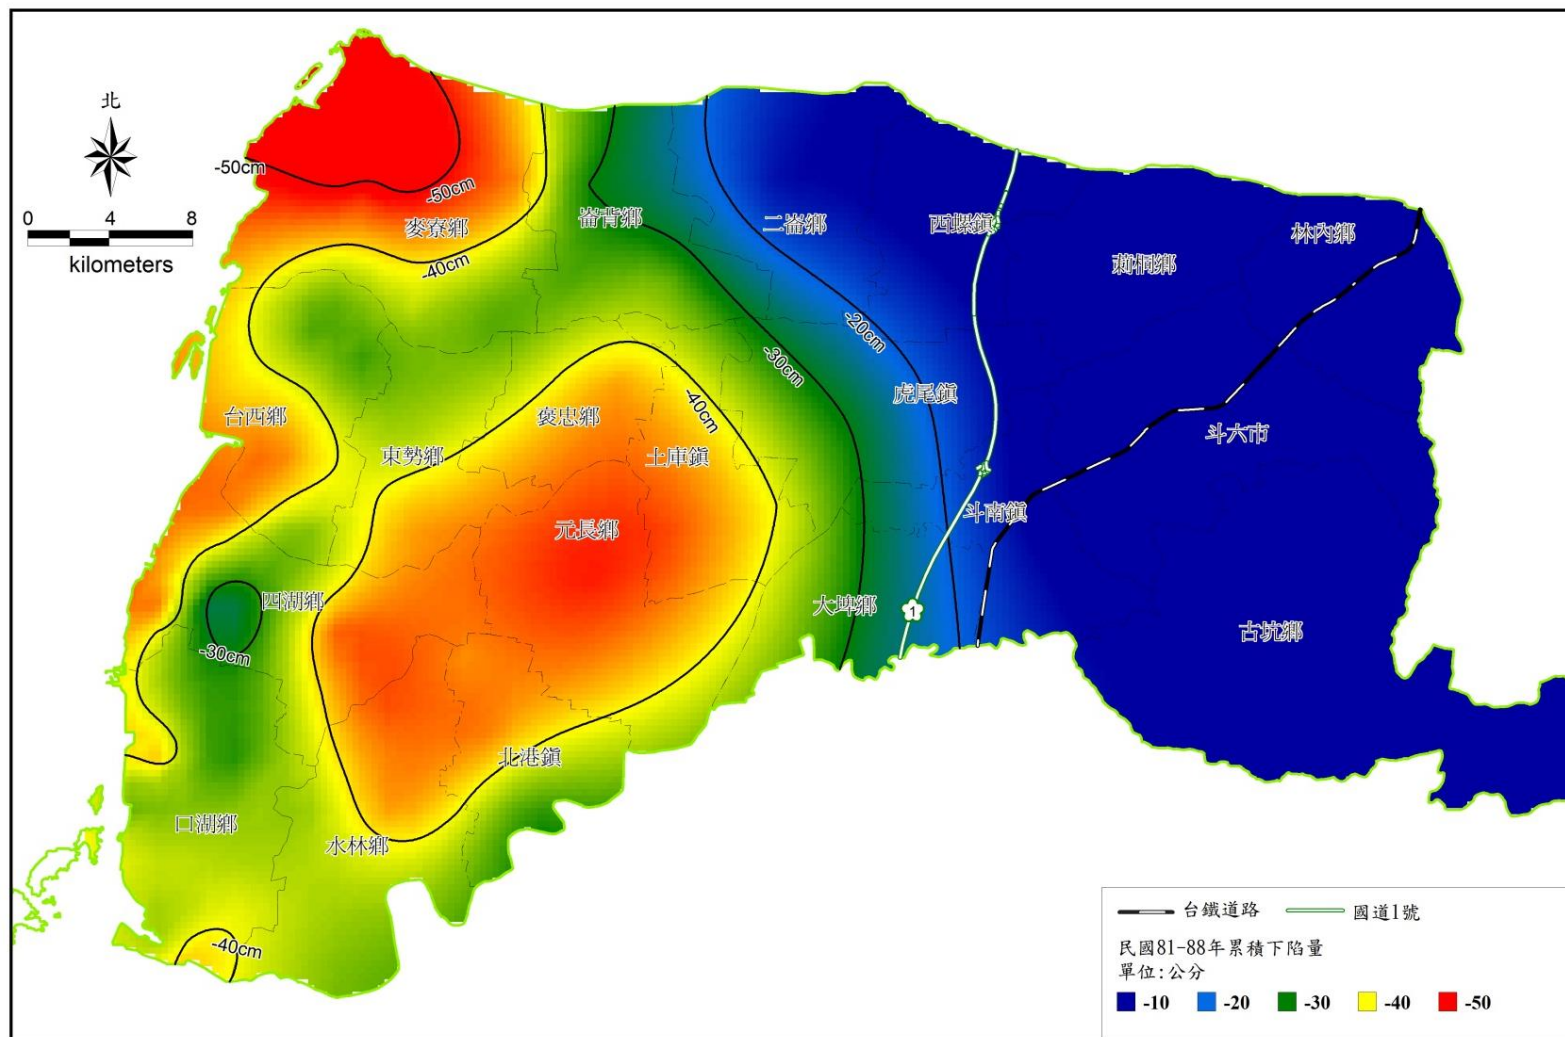 北
0 4 8
kilometers
-50cm
-50cm
麥寮鄉
崙背鄉
二崙鄉
西螺鎮
莿桐鄉
林內鄉
-40cm
-20cm
-30cm
虎尾鎮
-40cm
台西鄉
褒忠鄉
東勢鄉
土庫鎮
斗六市
元長鄉
斗南鎮
四湖鄉
大埤鄉
1
古坑鄉
-30cm
北港鎮
口湖鄉
水林鄉
-40cm
台鐵道路 國道1號
民國81-88年累積下陷量
單位:公分
-10 -20 -30 -40 -50